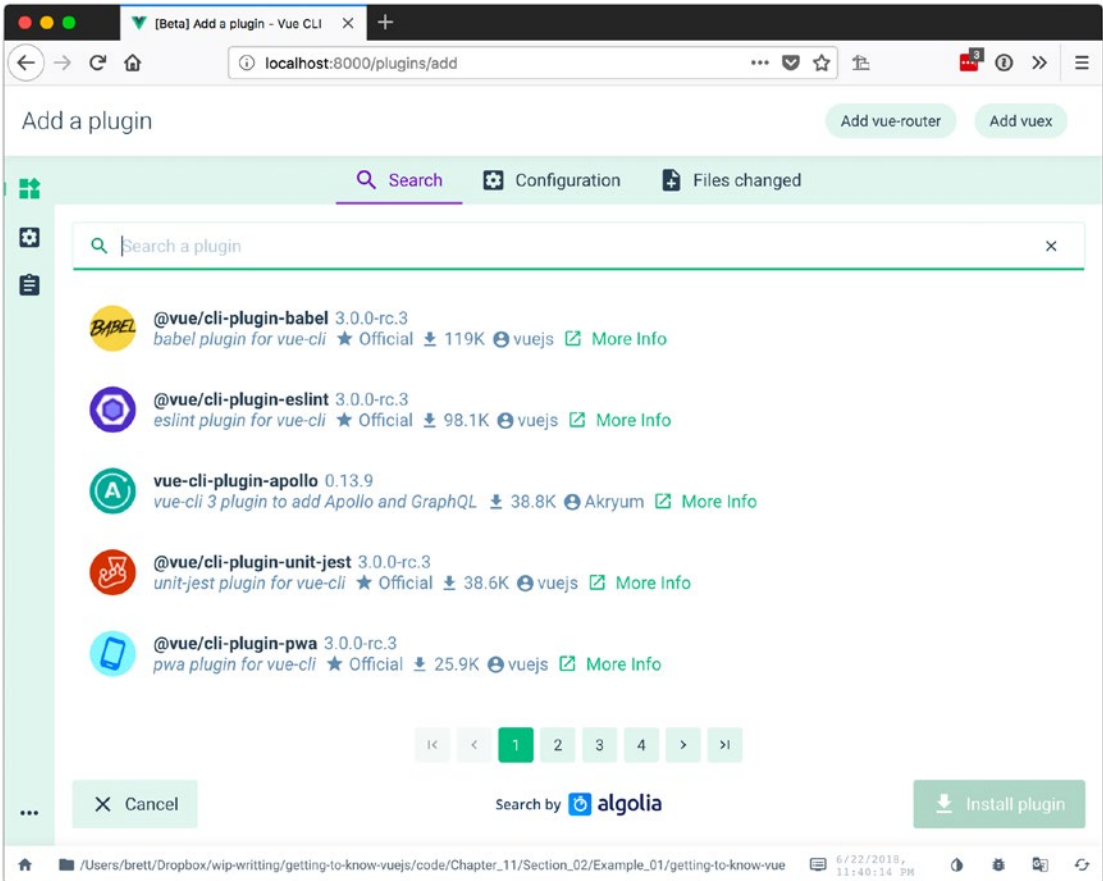 [Beta] Add a plugin - Vue CLI
localhost:8000/plugins/add
3
Add a plugin
Add vue-router
Add vuex
Search
Configuration
Files changed
Search a plugin
BABEL
@vue/cli-plugin-babel 3.0.0-rc.3
babel plugin for vue-cli ★ Official 119K vuejs More Info
@vue/cli-plugin-eslint 3.0.0-rc.3
eslint plugin for vue-cli ★ Official 98.1K vuejs More Info
A
vue-cli-plugin-apollo 0.13.9
vue-cli 3 plugin to add Apollo and GraphQL 38.8K Akryum More Info
@vue/cli-plugin-unit-jest 3.0.0-rc.3
unit-jest plugin for vue-cli ★ Official 38.6K vuejs More Info
@vue/cli-plugin-pwa 3.0.0-rc.3
pwa plugin for vue-cli ★ Official 25.9K vuejs More Info
1 2 3 4
Cancel
Search by algolia
Install plugin
/Users/brett/Dropbox/wip-writting/getting-to-know-vuejs/code/Chapter_11/Section_02/Example_01/getting-to-know-vue
6/22/2018,
11:40:14 PM